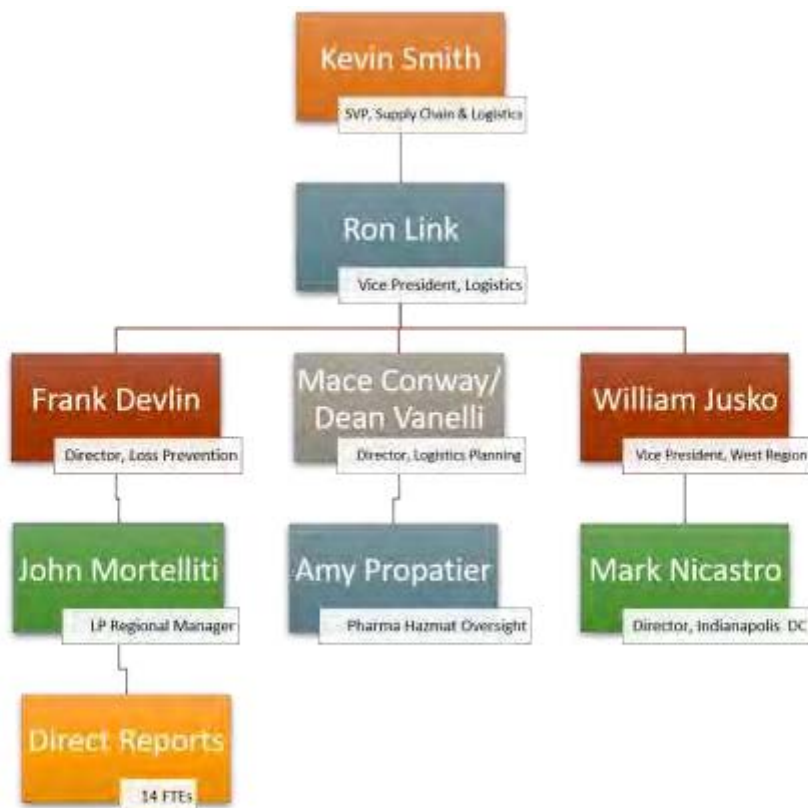 Kevin Smith
SVP, Supply Chain & Logistics
Ron Link
Vice President, Logistics
Frank Devlin
Director, Loss Prevention
Mace Conway/
Dean Vanelli
Director, Logistics Planning
William Jusko
Vice President, West Region
John Mortelliti
LP Regional Manager
Amy Propatier
Pharma Hazmat Oversight
Mark Nicastro
Director, Indianapolis DC
Direct Reports
14 FTEs